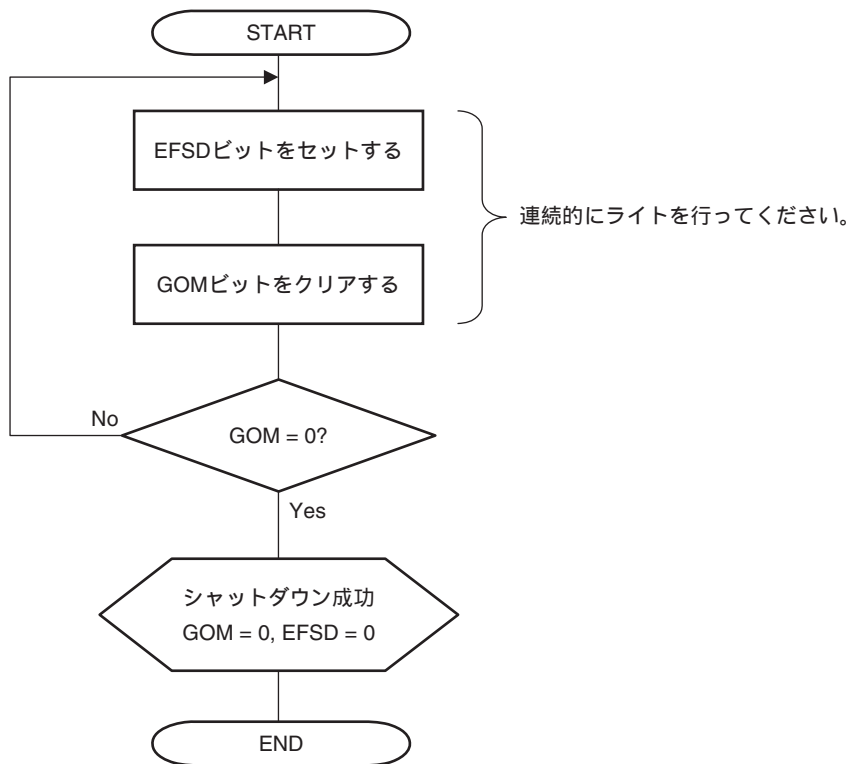 START
EFSDビットをセットする
連続的にライトを行ってください。
GOMビットをクリアする
No
GOM = 0?
Yes
シャットダウン成功
GOM = 0, EFSD = 0
END